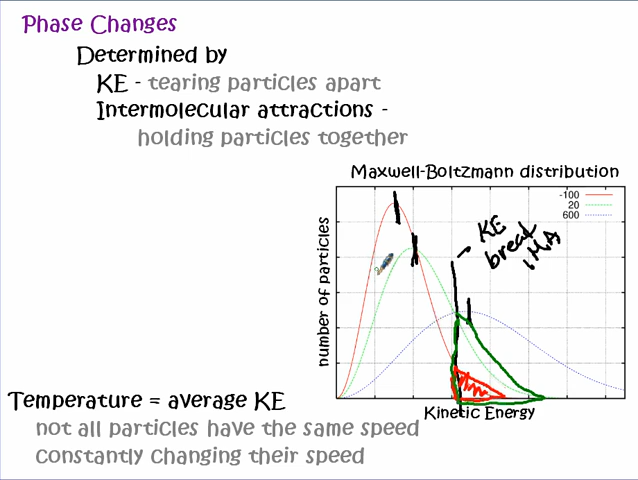 Phase Changes
Determined by
KE - tearing particles apart
Intermolecular attractions -
holding particles together
Maxwell-Boltzmann distribution
-100
20
600
KE
break
IMA
number of particles
Kinetic Energy
Temperature = average KE
not all particles have the same speed
constantly changing their speed